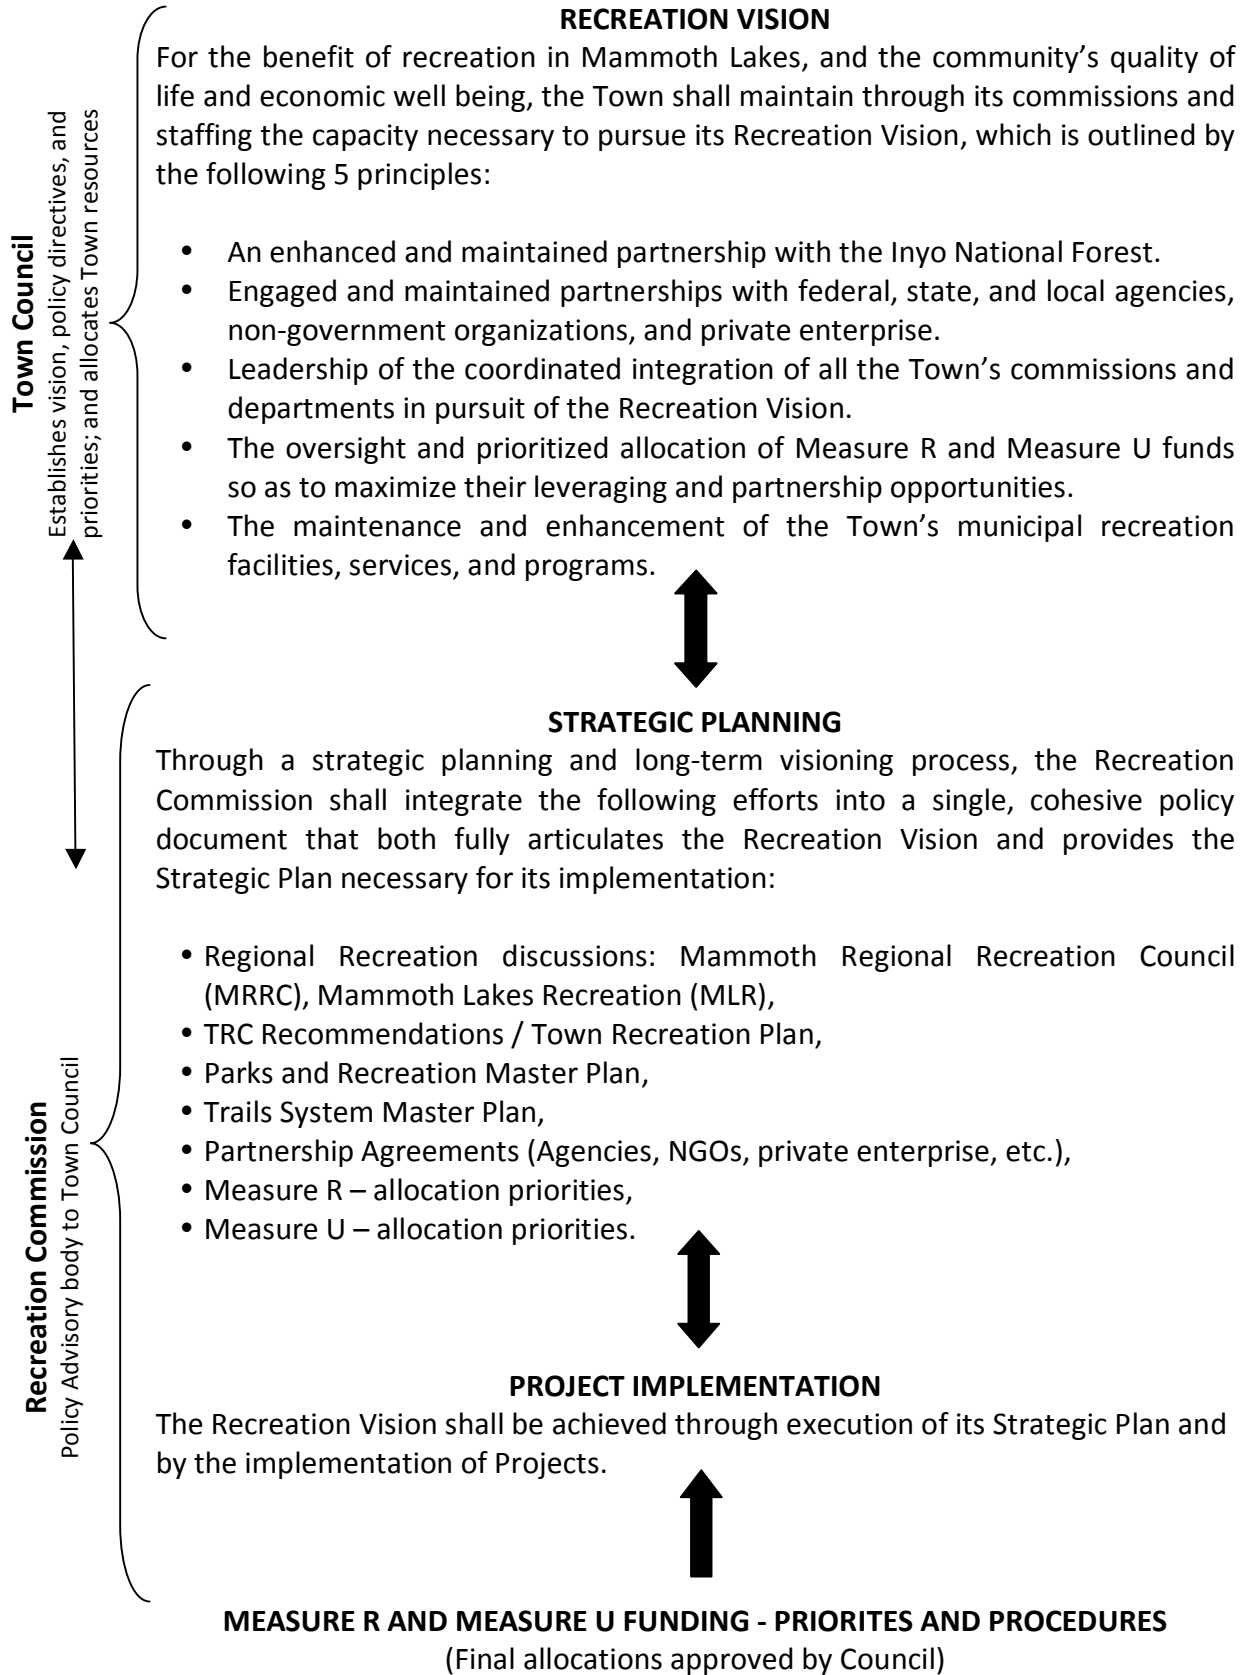 RECREATION VISION
For the benefit of recreation in Mammoth Lakes, and the community’s quality of
life and economic well being, the Town shall maintain through its commissions and
staffing the capacity necessary to pursue its Recreation Vision, which is outlined by
the following 5 principles:
• An enhanced and maintained partnership with the Inyo National Forest.
• Engaged and maintained partnerships with federal, state, and local agencies,
non-government organizations, and private enterprise.
• Leadership of the coordinated integration of all the Town’s commissions and
departments in pursuit of the Recreation Vision.
• The oversight and prioritized allocation of Measure R and Measure U funds
so as to maximize their leveraging and partnership opportunities.
• The maintenance and enhancement of the Town’s municipal recreation
facilities, services, and programs.
Town Council
Establishes vision, policy directives, and
priorities; and allocates Town resources
STRATEGIC PLANNING
Through a strategic planning and long-term visioning process, the Recreation
Commission shall integrate the following efforts into a single, cohesive policy
document that both fully articulates the Recreation Vision and provides the
Strategic Plan necessary for its implementation:
• Regional Recreation discussions: Mammoth Regional Recreation Council
(MRRC), Mammoth Lakes Recreation (MLR),
• TRC Recommendations / Town Recreation Plan,
• Parks and Recreation Master Plan,
• Trails System Master Plan,
• Partnership Agreements (Agencies, NGOs, private enterprise, etc.),
• Measure R – allocation priorities,
• Measure U – allocation priorities.
Recreation Commission
Policy Advisory body to Town Council
PROJECT IMPLEMENTATION
The Recreation Vision shall be achieved through execution of its Strategic Plan and
by the implementation of Projects.
MEASURE R AND MEASURE U FUNDING - PRIORITES AND PROCEDURES
(Final allocations approved by Council)